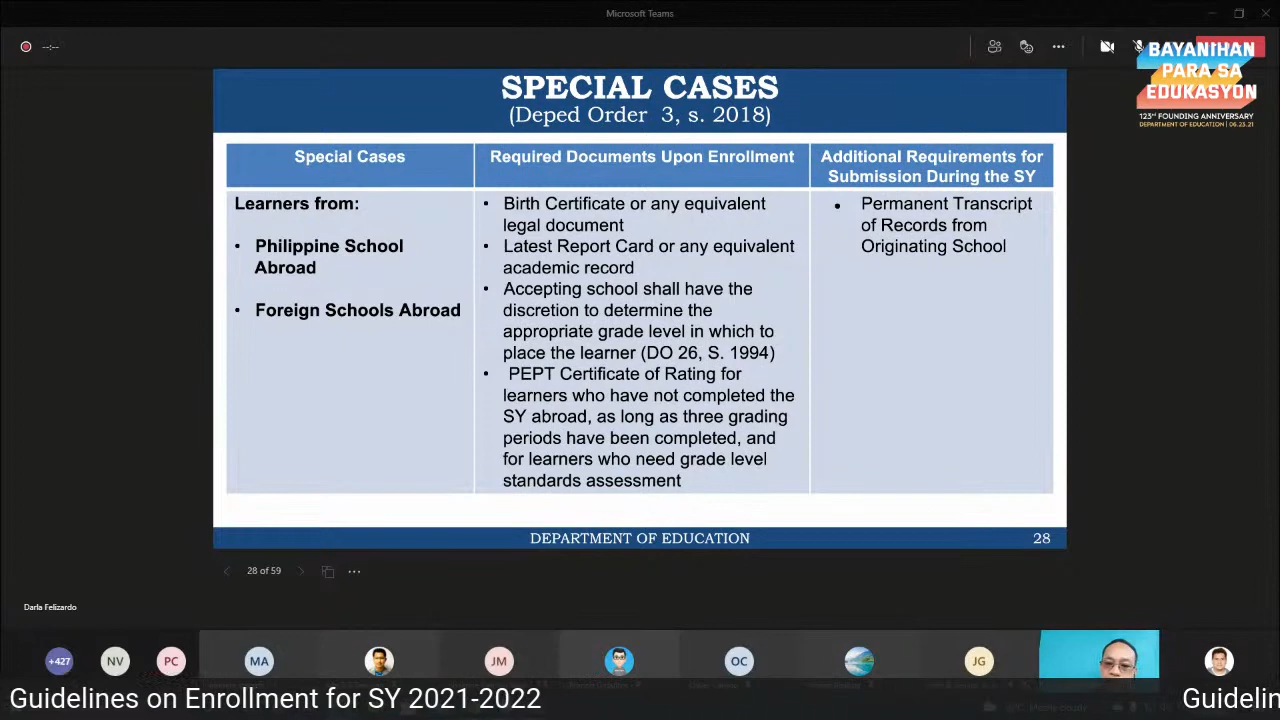 Microsoft Teams
--:--
BAYANIHAN
PARA SA
EDUKASYON
123rd FOUNDING ANNIVERSARY
DEPARTMENT OF EDUCATION | 06.23.21
SPECIAL CASES
(Deped Order 3, s. 2018)
Special Cases
Required Documents Upon Enrollment
Additional Requirements for
Submission During the SY
Learners from:
• Philippine School
Abroad
• Foreign Schools Abroad
• Birth Certificate or any equivalent
legal document
• Latest Report Card or any equivalent
academic record
• Accepting school shall have the
discretion to determine the
appropriate grade level in which to
place the learner (DO 26, S. 1994)
• PEPT Certificate of Rating for
learners who have not completed the
SY abroad, as long as three grading
periods have been completed, and
for learners who need grade level
standards assessment
• Permanent Transcript
of Records from
Originating School
DEPARTMENT OF EDUCATION
28
28 of 59
Darla Felizardo
+427
NV
PC
MA
JM
OC
JG
Guidelines on Enrollment for SY 2021-2022
Guidelin